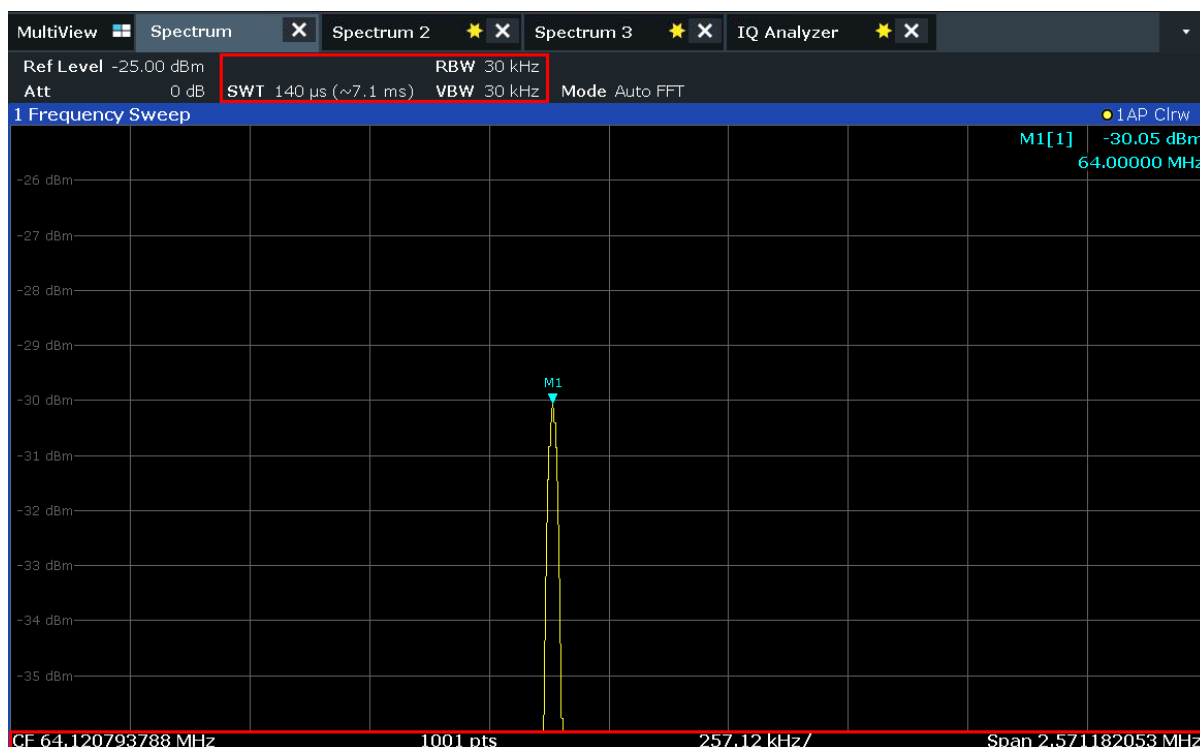 MultiView Spectrum Spectrum 2 Spectrum 3 IQ Analyzer
Ref Level -25.00 dBm RBW 30 kHz
Att 0 dB SWT 140 µs (~7.1 ms) VBW 30 kHz Mode Auto FFT
1 Frequency Sweep 1AP Clrw
M1[1] -30.05 dBm
64.00000 MHz
-26 dBm
-27 dBm
-28 dBm
-29 dBm
M1
-30 dBm
-31 dBm
-32 dBm
-33 dBm
-34 dBm
-35 dBm
CF 64.120793788 MHz 1001 pts 257.12 kHz/ Span 2.571182053 MHz